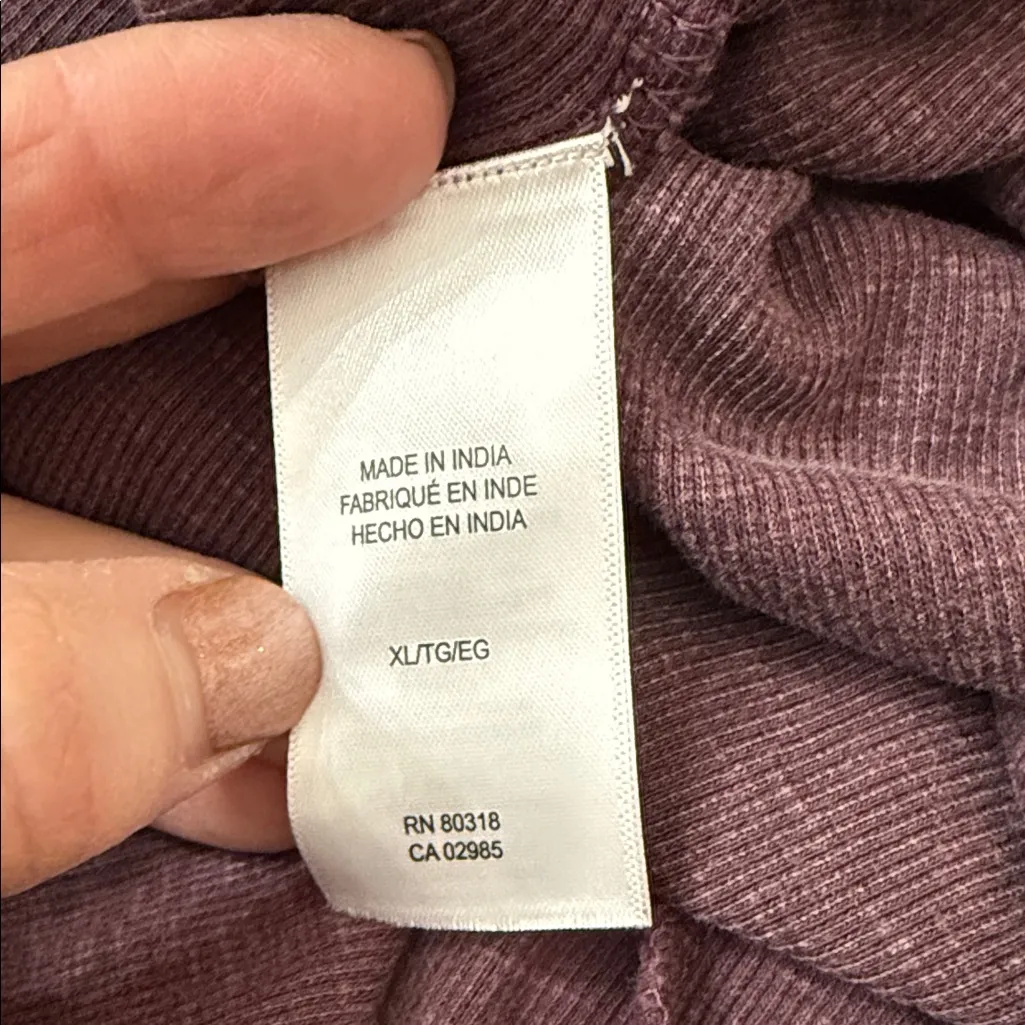 MADE IN INDIA
FABRIQUÉ EN INDE
HECHO EN INDIA
XL/TG/EG
RN 80318
CA 02985